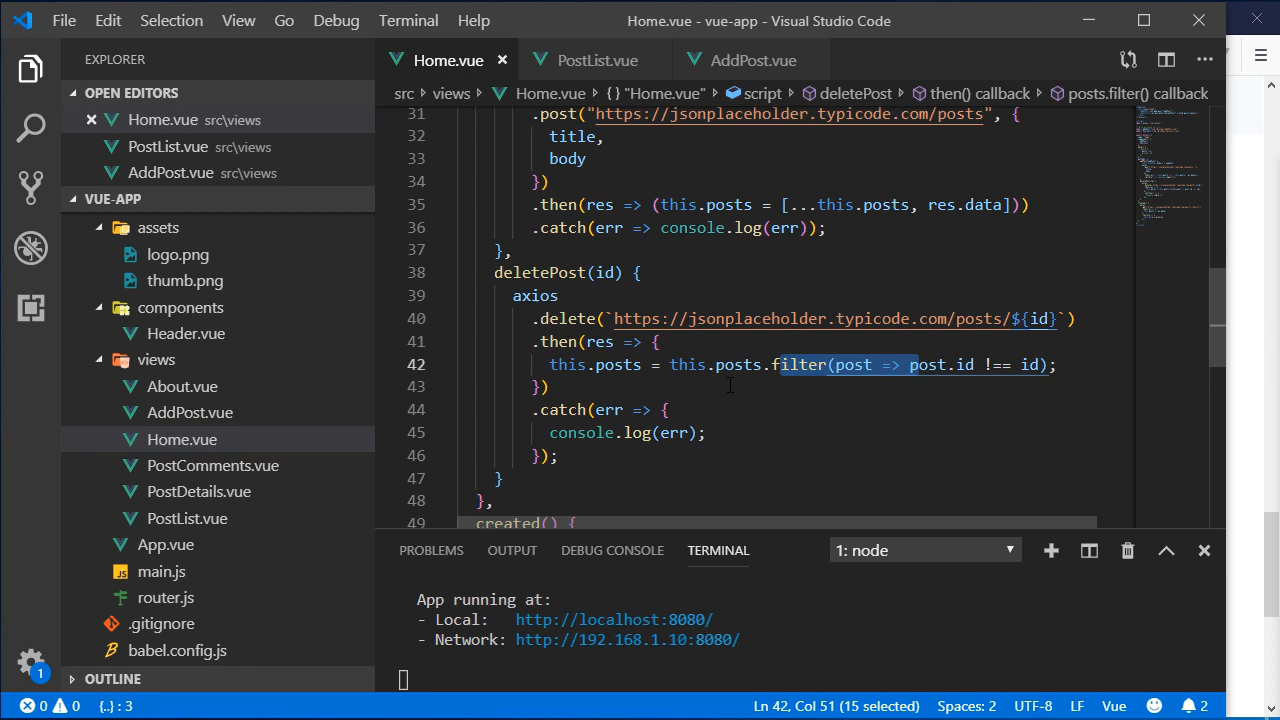 File Edit Selection View Go Debug Terminal Help Home.vue - vue-app - Visual Studio Code
EXPLORER
OPEN EDITORS
Home.vue src\views
PostList.vue src\views
AddPost.vue src\views
VUE-APP
assets
logo.png
thumb.png
components
Header.vue
views
About.vue
AddPost.vue
Home.vue
PostComments.vue
PostDetails.vue
PostList.vue
App.vue
main.js
router.js
.gitignore
babel.config.js
OUTLINE
Home.vue PostList.vue AddPost.vue
src > views > Home.vue > {} "Home.vue" > script > deletePost > then() callback > posts.filter() callback
31 .post("https://jsonplaceholder.typicode.com/posts", {
32 title,
33 body
34 })
35 .then(res => (this.posts = [...this.posts, res.data]))
36 .catch(err => console.log(err));
37 },
38 deletePost(id) {
39 axios
40 .delete(`https://jsonplaceholder.typicode.com/posts/${id}`)
41 .then(res => {
42 this.posts = this.posts.filter(post => post.id !== id);
43 })
44 .catch(err => {
45 console.log(err);
46 });
47 }
48 },
49 created() {
PROBLEMS OUTPUT DEBUG CONSOLE TERMINAL 1: node
App running at:
- Local: http://localhost:8080/
- Network: http://192.168.1.10:8080/
1
0 0 {..} : 3 Ln 42, Col 51 (15 selected) Spaces: 2 UTF-8 LF Vue 2